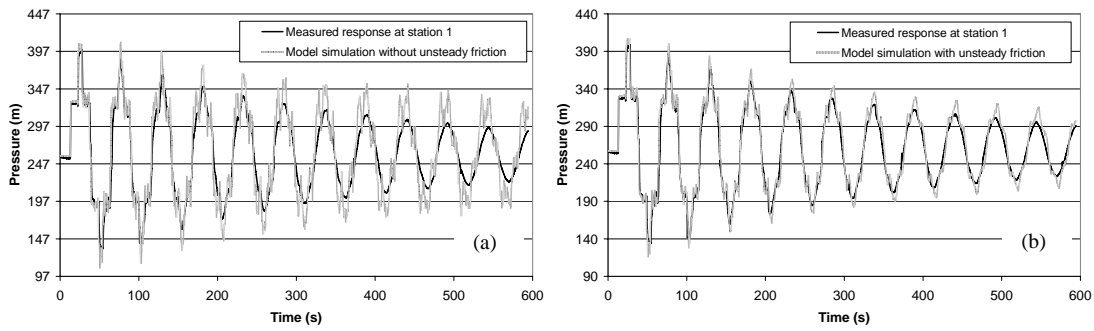 447
397
347
297
247
197
147
97
Pressure (m)
Measured response at station 1
Model simulation without unsteady friction
(a)
0 100 200 300 400 500 600
Time (s)
440
390
340
290
240
190
140
90
Pressure (m)
Measured response at station 1
Model simulation with unsteady friction
(b)
0 100 200 300 400 500 600
Time (s)